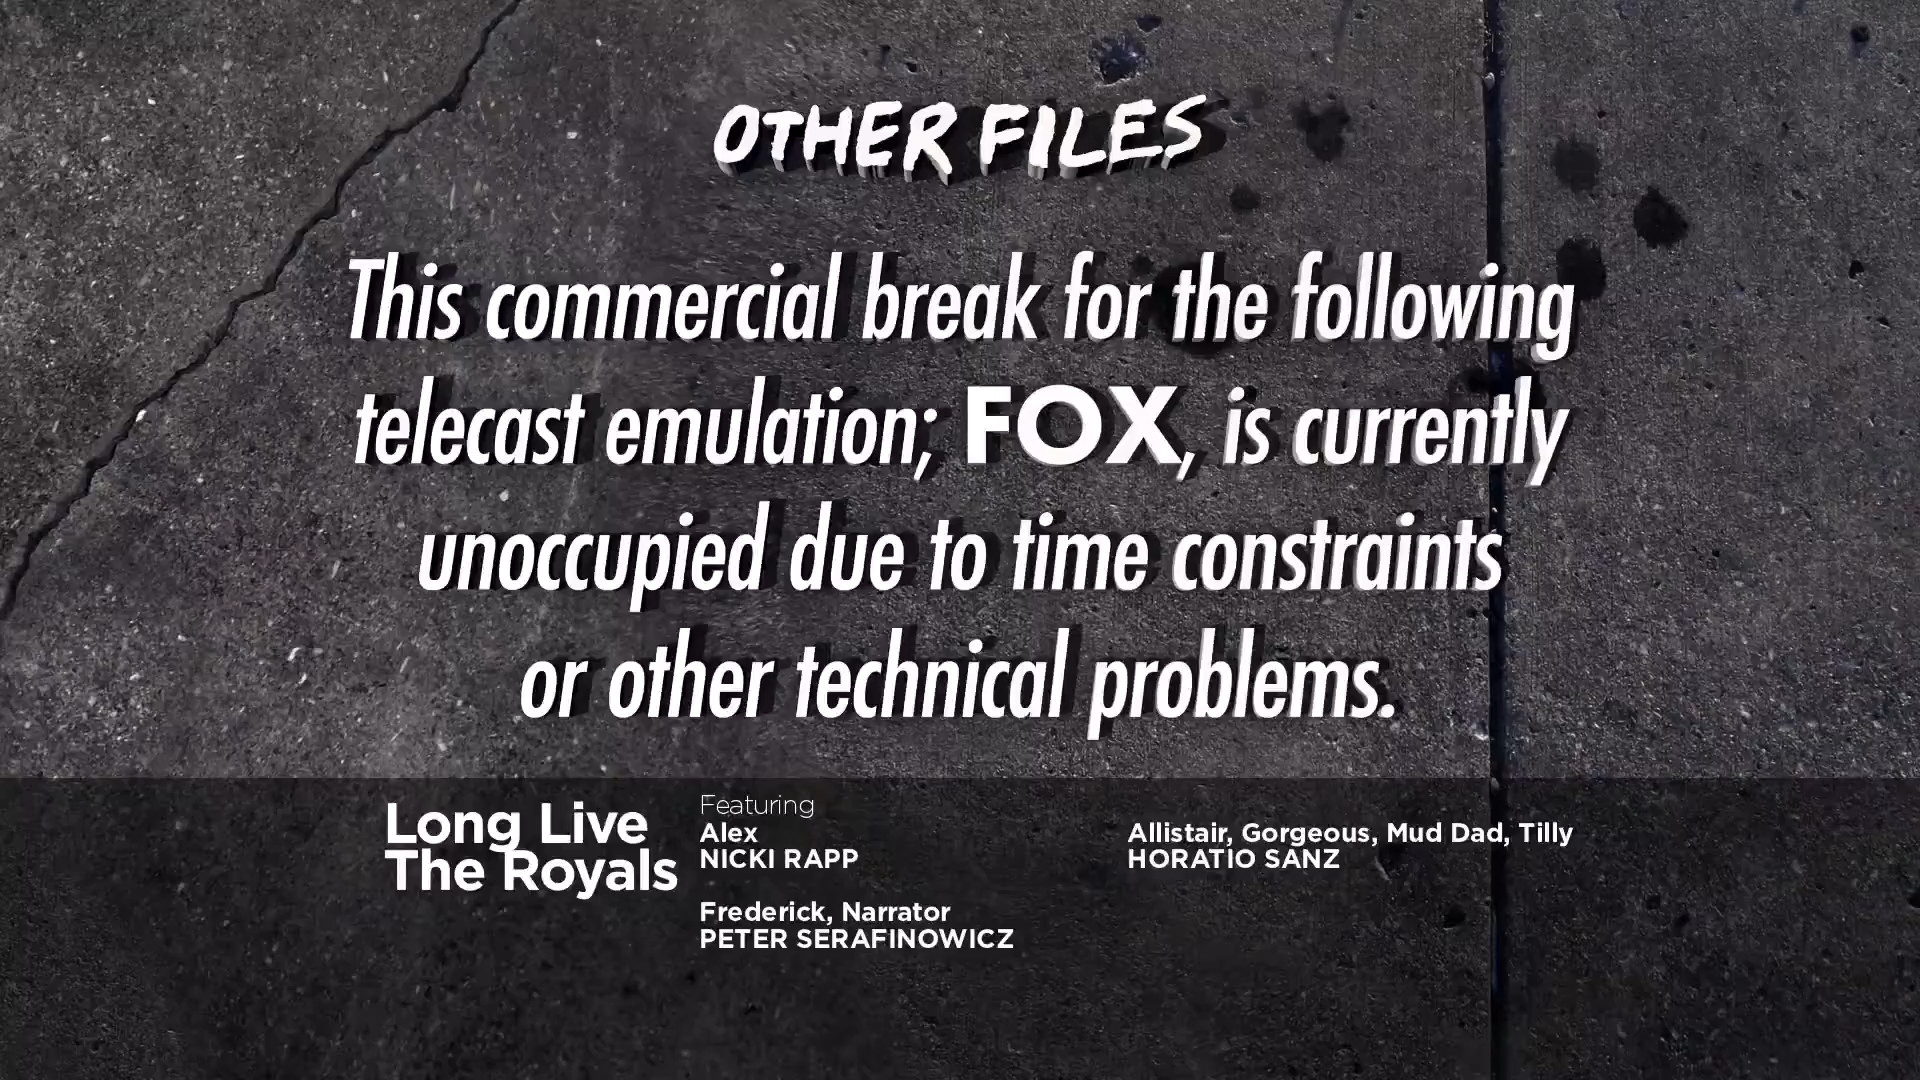 OTHER FILES
This commercial break for the following
telecast emulation; FOX, is currently
unoccupied due to time constraints
or other technical problems.
Long Live
The Royals
Featuring
Alex
NICKI RAPP
Frederick, Narrator
PETER SERAFINOWICZ
Allistair, Gorgeous, Mud Dad, Tilly
HORATIO SANZ